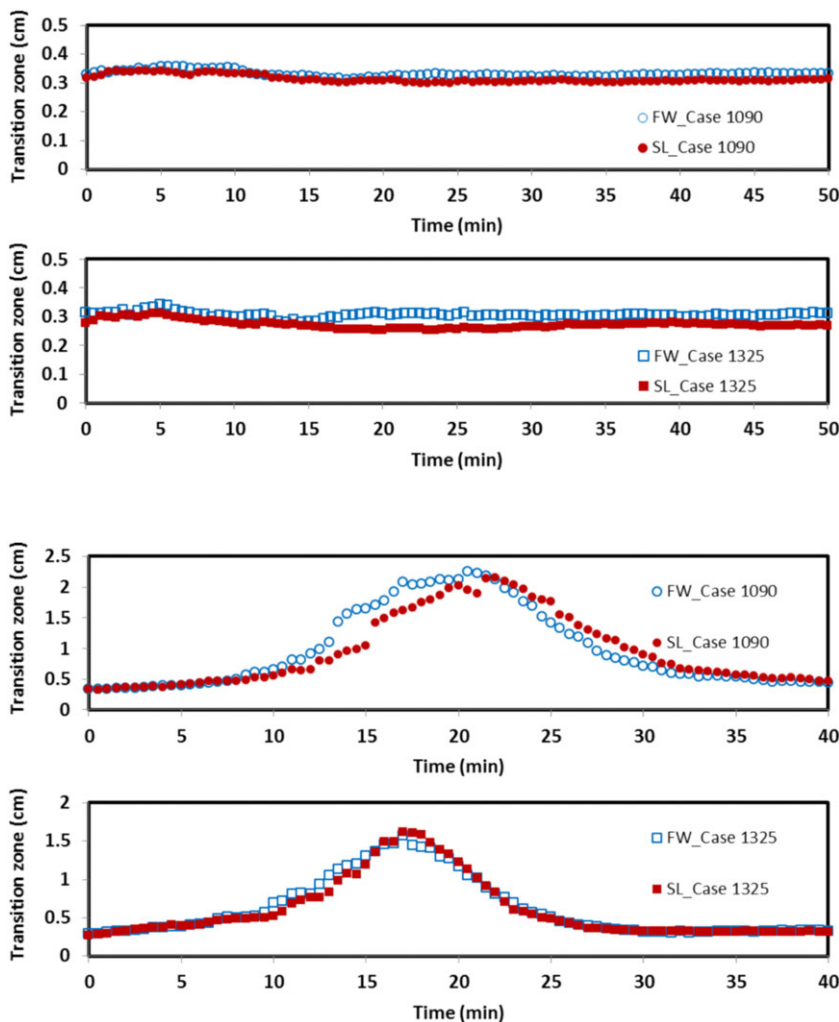 Transition zone (cm)
0.5
0.4
0.3
0.2
0.1
0
FW_Case 1090
SL_Case 1090
0 5 10 15 20 25 30 35 40 45 50
Time (min)
Transition zone (cm)
0.5
0.4
0.3
0.2
0.1
0
FW_Case 1325
SL_Case 1325
0 5 10 15 20 25 30 35 40 45 50
Time (min)
Transition zone (cm)
2.5
2
1.5
1
0.5
0
FW_Case 1090
SL_Case 1090
0 5 10 15 20 25 30 35 40
Time (min)
Transition zone (cm)
2
1.5
1
0.5
0
FW_Case 1325
SL_Case 1325
0 5 10 15 20 25 30 35 40
Time (min)